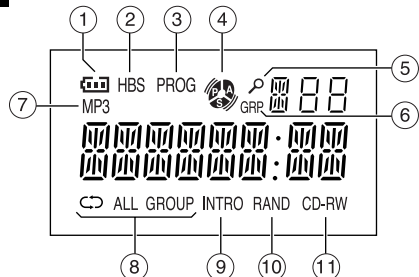 1 2 3 4
HBS PROG P A S 5
7 MP3 GRP 6
ALL GROUP INTRO RAND CD-RW
8 9 10 11